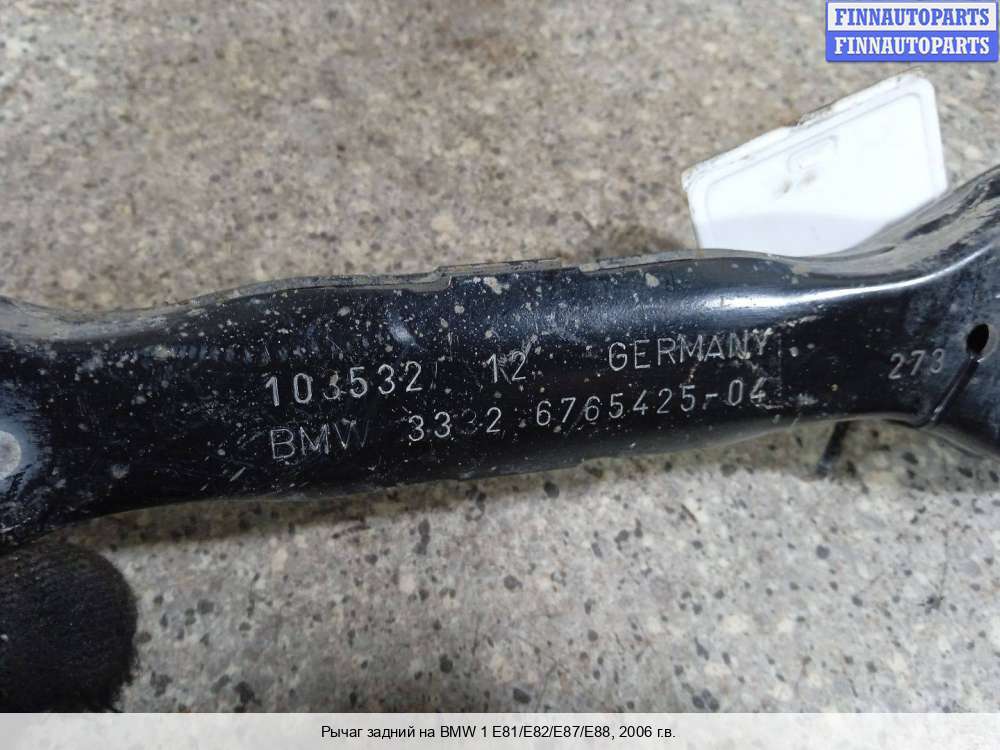 FINNAUTOPARTS
FINNAUTOPARTS
103532 12 GERMANY
BMW 3332 6765425-04
273
Рычаг задний на BMW 1 E81/E82/E87/E88, 2006 г.в.